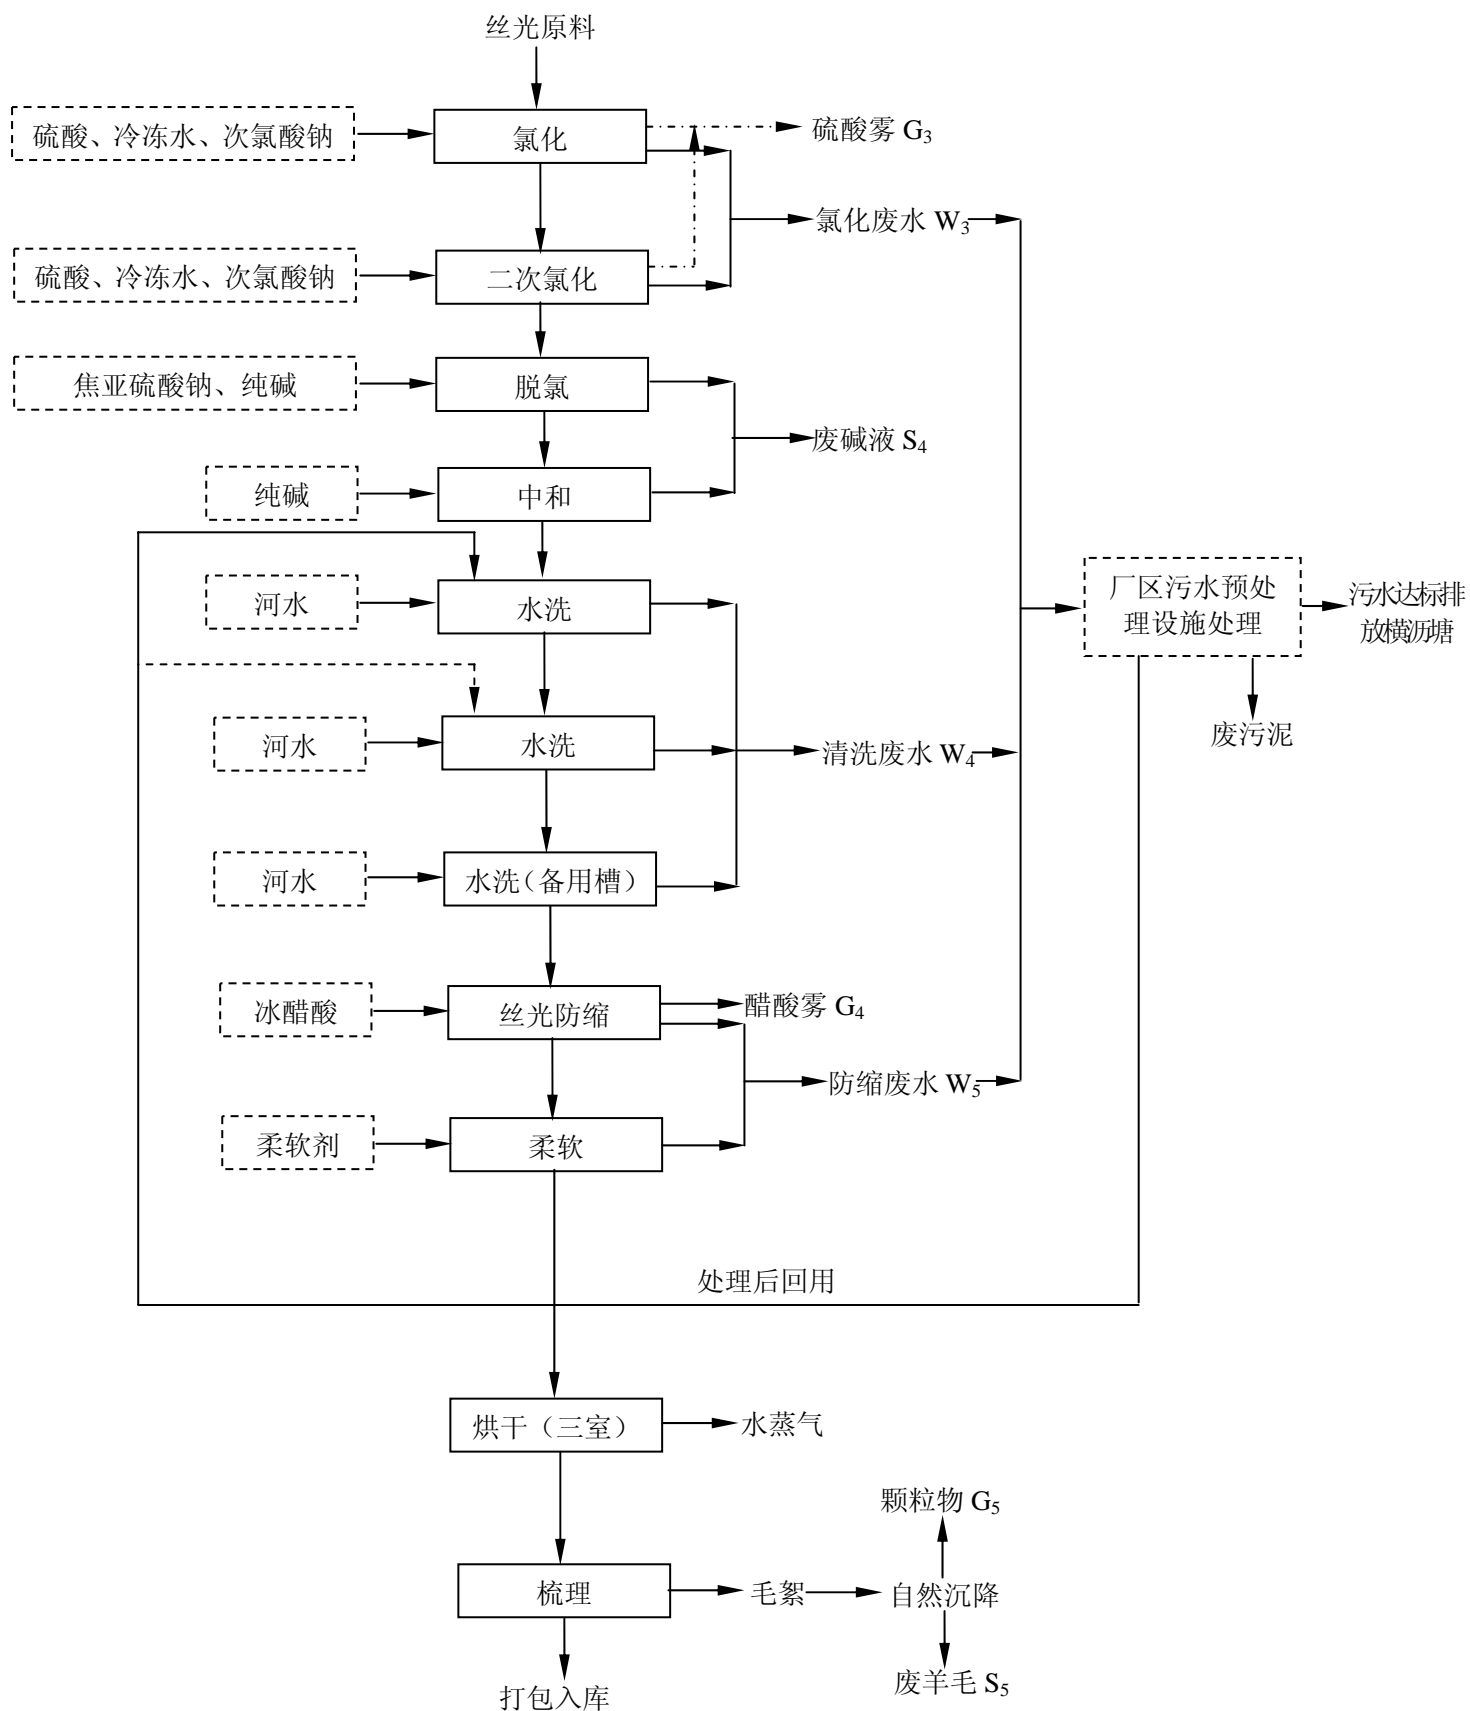 丝光原料
硫酸、冷冻水、次氯酸钠
氯化
硫酸雾 G3
氯化废水 W3
硫酸、冷冻水、次氯酸钠
二次氯化
焦亚硫酸钠、纯碱
脱氯
废碱液 S4
纯碱
中和
河水
水洗
厂区污水预处
理设施处理
污水达标排
放横沥塘
废污泥
河水
水洗
清洗废水 W4
河水
水洗（备用槽）
冰醋酸
丝光防缩
醋酸雾 G4
防缩废水 W5
柔软剂
柔软
处理后回用
烘干（三室）
水蒸气
颗粒物 G5
梳理
毛絮
自然沉降
废羊毛 S5
打包入库